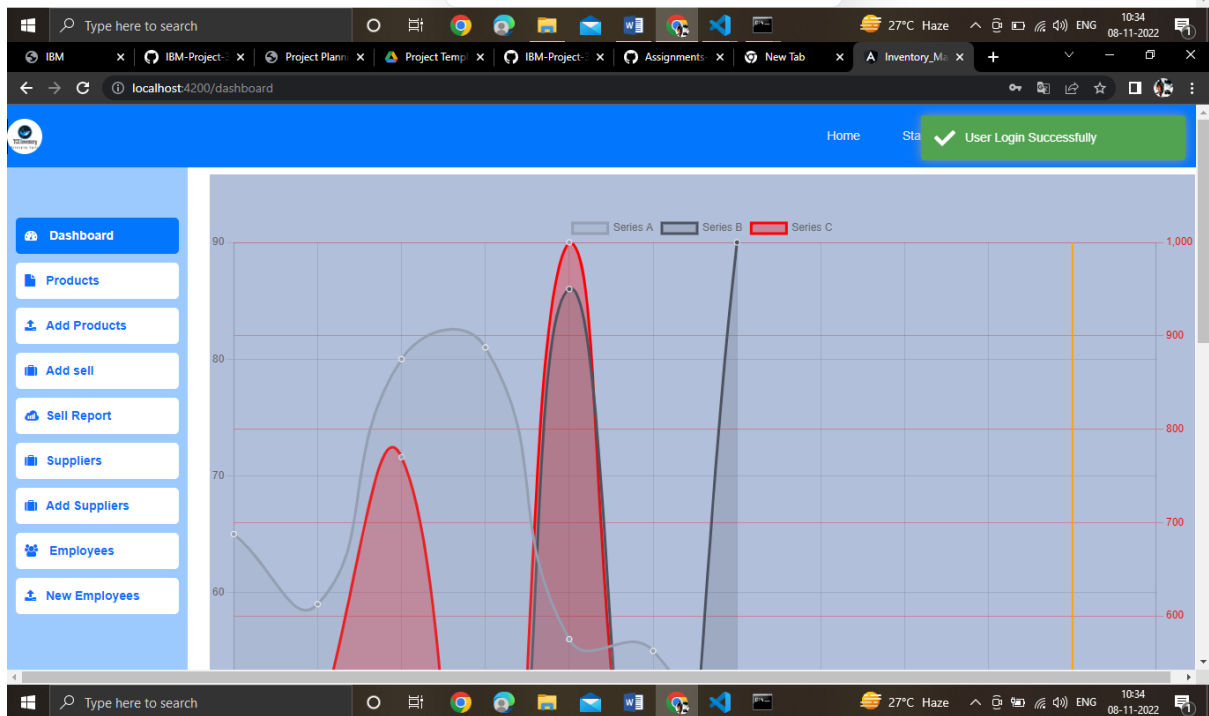 Type here to search
27°C Haze
ENG
10:34
08-11-2022
1
IBM
IBM-Project-
Project Planni
Project Templ
IBM-Project-
Assignments-
New Tab
Inventory_Ma
localhost:4200/dashboard
Home
Sta
User Login Successfully
Dashboard
Products
Add Products
Add sell
Sell Report
Suppliers
Add Suppliers
Employees
New Employees
Series A
Series B
Series C
90
80
70
60
1,000
900
800
700
600
Type here to search
27°C Haze
ENG
10:34
08-11-2022
1